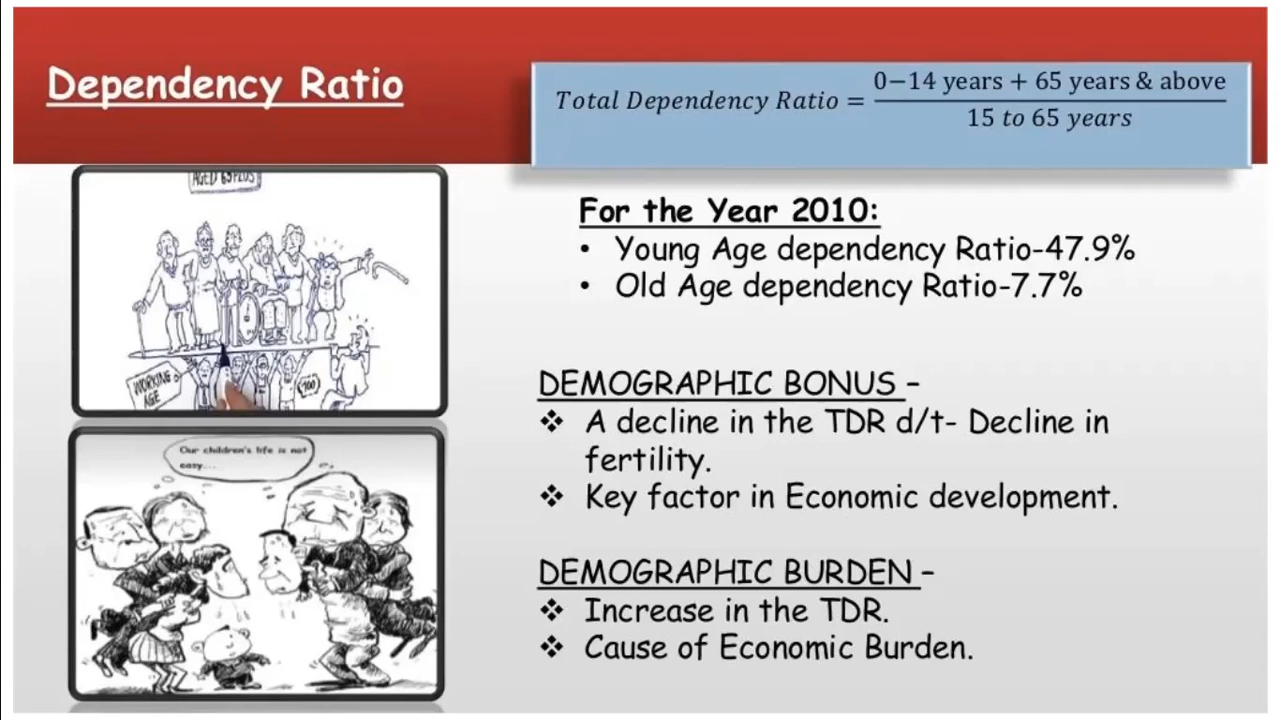 Dependency Ratio
Total Dependency Ratio = 0−14 years + 65 years & above / 15 to 65 years
AGED 65 PLUS
WORKING
AGE
For the Year 2010:
• Young Age dependency Ratio-47.9%
• Old Age dependency Ratio-7.7%
DEMOGRAPHIC BONUS –
❖ A decline in the TDR d/t- Decline in
fertility.
❖ Key factor in Economic development.
DEMOGRAPHIC BURDEN –
❖ Increase in the TDR.
❖ Cause of Economic Burden.
Our children's life is not
easy...